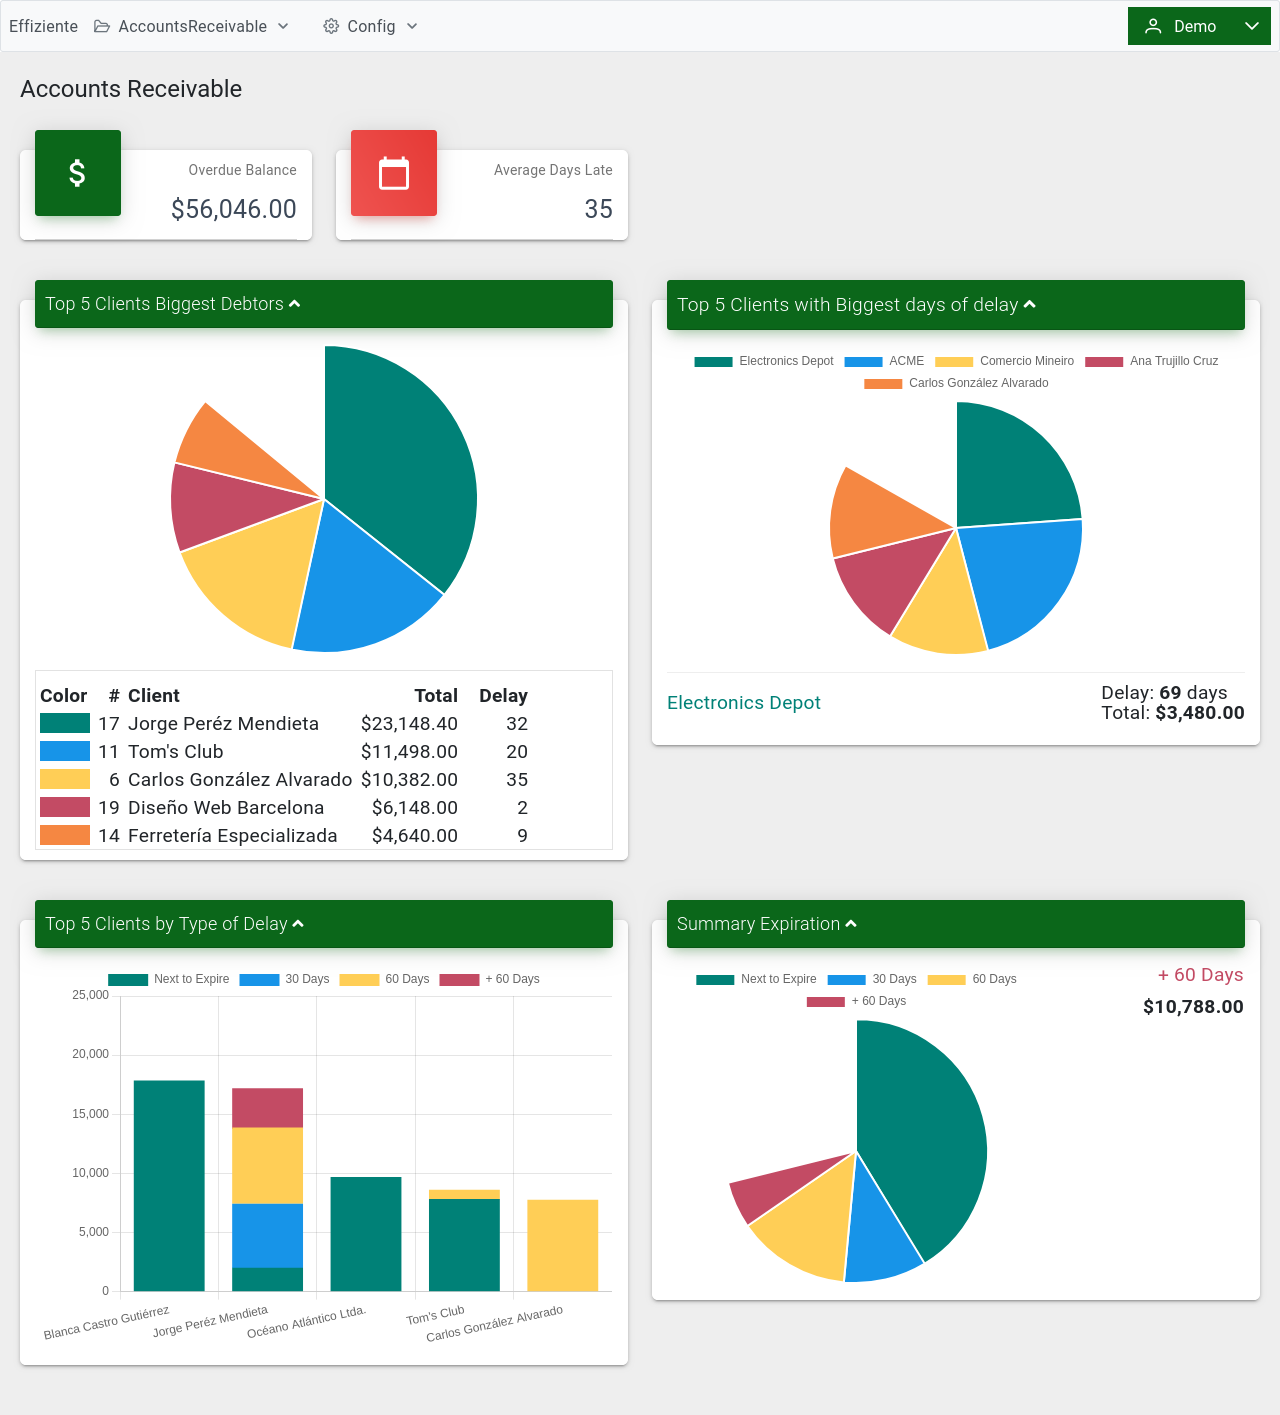 Effiziente AccountsReceivable Config Demo
Accounts Receivable
Overdue Balance
$56,046.00
Average Days Late
35
Top 5 Clients Biggest Debtors
Color # Client Total Delay
17 Jorge Peréz Mendieta $23,148.40 32
11 Tom's Club $11,498.00 20
6 Carlos González Alvarado $10,382.00 35
19 Diseño Web Barcelona $6,148.00 2
14 Ferretería Especializada $4,640.00 9
Top 5 Clients with Biggest days of delay
Electronics Depot ACME Comercio Mineiro Ana Trujillo Cruz
Carlos González Alvarado
Electronics Depot
Delay: 69 days
Total: $3,480.00
Top 5 Clients by Type of Delay
Next to Expire 30 Days 60 Days + 60 Days
25,000
20,000
15,000
10,000
5,000
0
Blanca Castro Gutiérrez
Jorge Peréz Mendieta
Océano Atlántico Ltda.
Tom's Club
Carlos González Alvarado
Summary Expiration
Next to Expire 30 Days 60 Days
+ 60 Days
+ 60 Days
$10,788.00